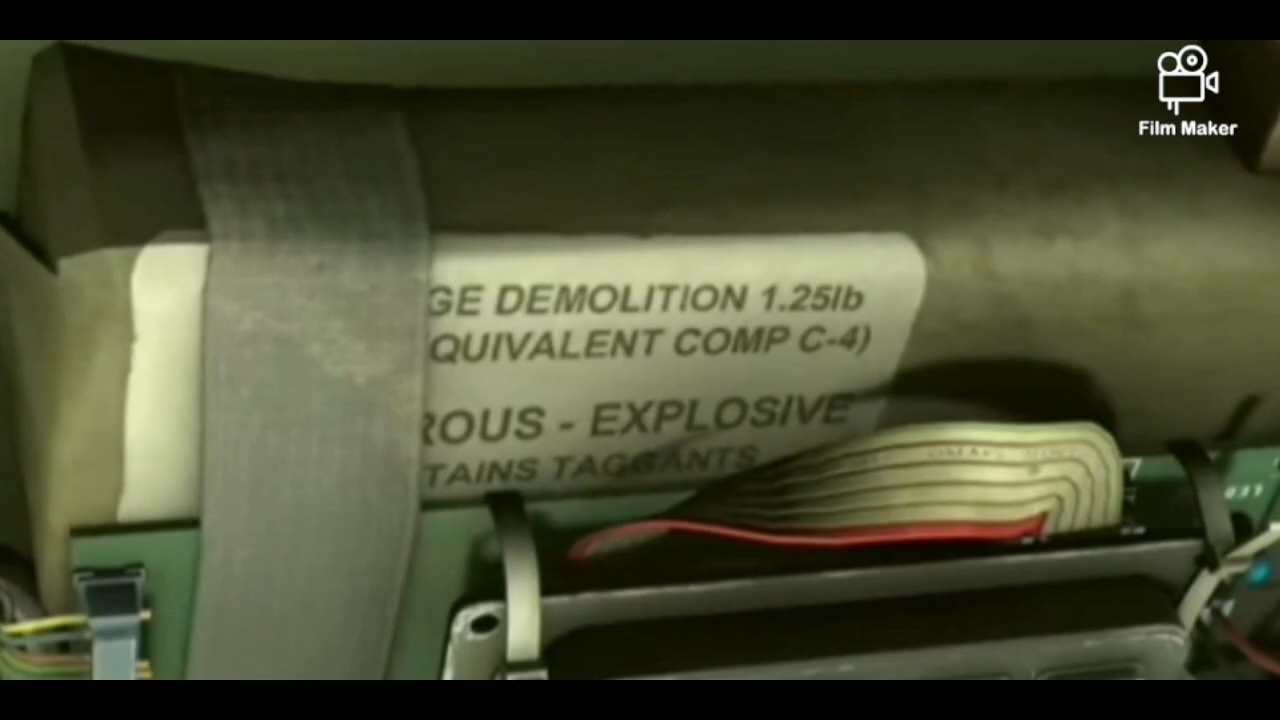 Film Maker
GE DEMOLITION 1.25lb
QUIVALENT COMP C-4)
ROUS - EXPLOSIVE
TAINS TAGGANTS